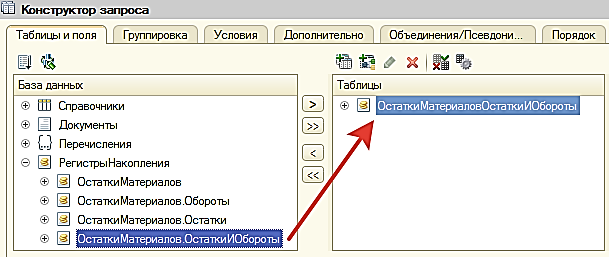 Конструктор запроса
Таблицы и поля Группировка Условия Дополнительно Объединения/Псевдони... Порядок
База данных
Справочники
Документы
Перечисления
РегистрыНакопления
ОстаткиМатериалов
ОстаткиМатериалов.Обороты
ОстаткиМатериалов.Остатки
ОстаткиМатериалов.ОстаткиИОбороты
>
>>
<
<<
Таблицы
ОстаткиМатериаловОстаткиИОбороты